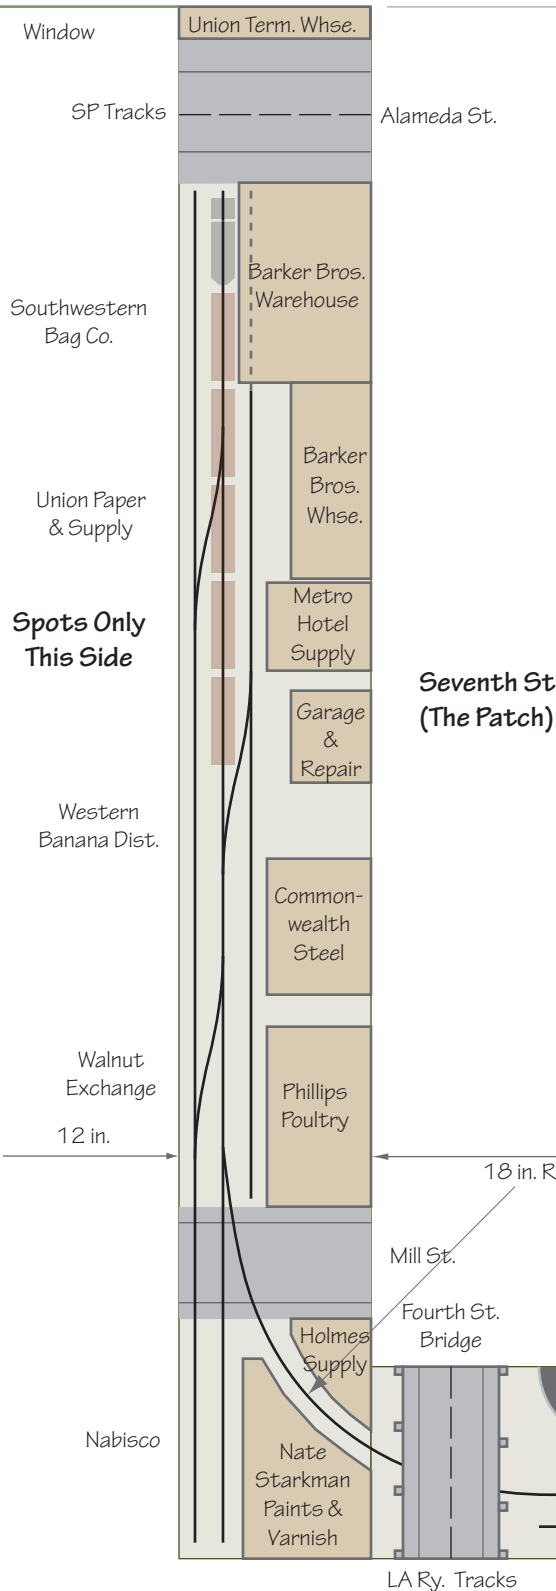 Window
Union Term. Whse.
SP Tracks
Alameda St.
Barker Bros.
Warehouse
Southwestern
Bag Co.
Barker
Bros.
Whse.
Union Paper
& Supply
Metro
Hotel
Supply
Spots Only
This Side
Seventh St
(The Patch)
Garage
&
Repair
Western
Banana Dist.
Common-
wealth
Steel
Walnut
Exchange
Phillips
Poultry
12 in.
18 in. R
Mill St.
Fourth St.
Bridge
Holmes
Supply
Nabisco
Nate
Starkman
Paints &
Varnish
LA Ry. Tracks